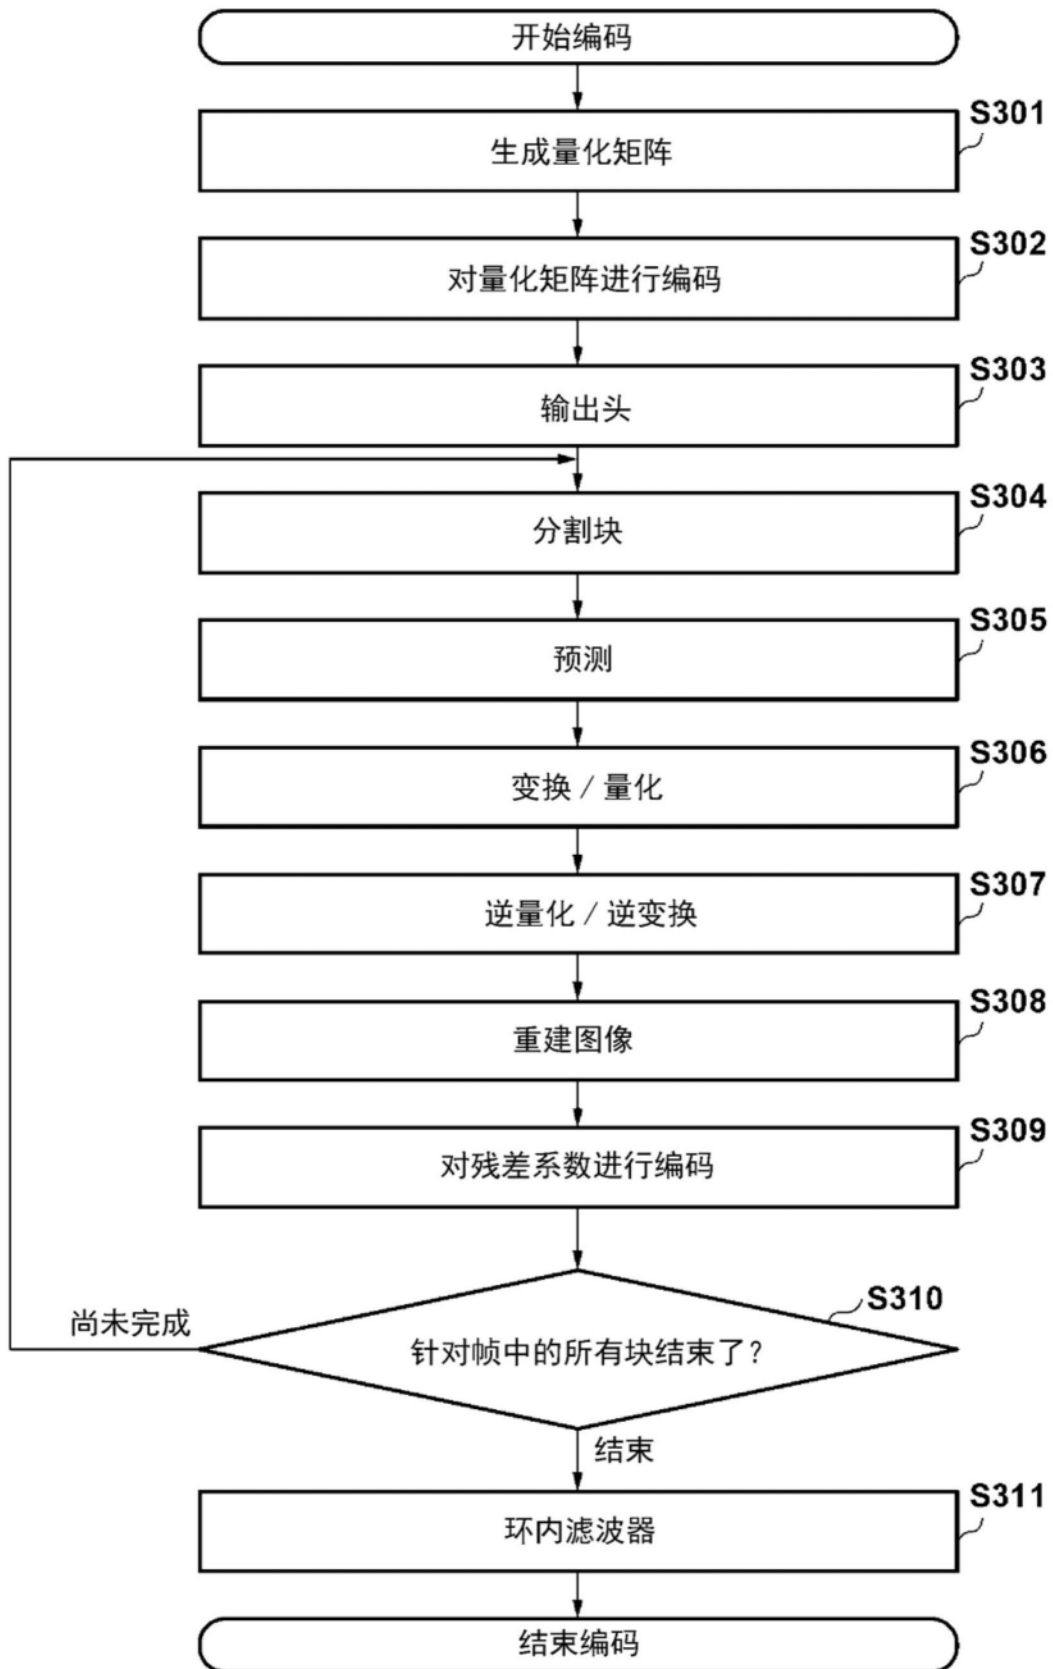 开始编码
S301
生成量化矩阵
S302
对量化矩阵进行编码
S303
输出头
S304
分割块
S305
预测
S306
变换/量化
S307
逆量化/逆变换
S308
重建图像
S309
对残差系数进行编码
S310
尚未完成
针对帧中的所有块结束了?
结束
S311
环内滤波器
结束编码